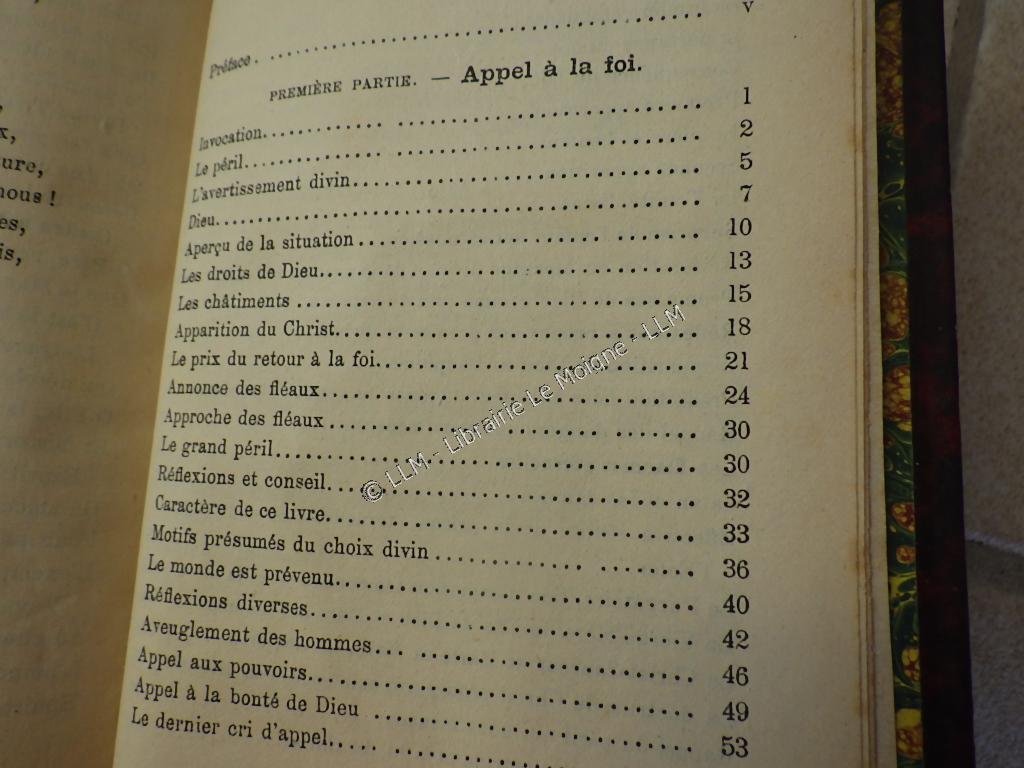 x,
ure,
nous !
es,
is,
Préface. .......... V
PREMIÈRE PARTIE. — Appel à la foi.
Invocation.......... 1
Le péril.......... 2
L'avertissement divin.......... 5
Dieu.......... 7
Aperçu de la situation.......... 10
Les droits de Dieu.......... 13
Les châtiments.......... 15
Apparition du Christ.......... 18
Le prix du retour à la foi.......... 21
Annonce des fléaux.......... 24
Approche des fléaux.......... 30
Le grand péril.......... 30
Réflexions et conseil.......... 32
Caractère de ce livre.......... 33
Motifs présumés du choix divin.......... 36
Le monde est prévenu.......... 40
Réflexions diverses.......... 42
Aveuglement des hommes.......... 46
Appel aux pouvoirs.......... 49
Appel à la bonté de Dieu.......... 53
Le dernier cri d'appel..........
© LLM - Librairie Le Moigne - LLM